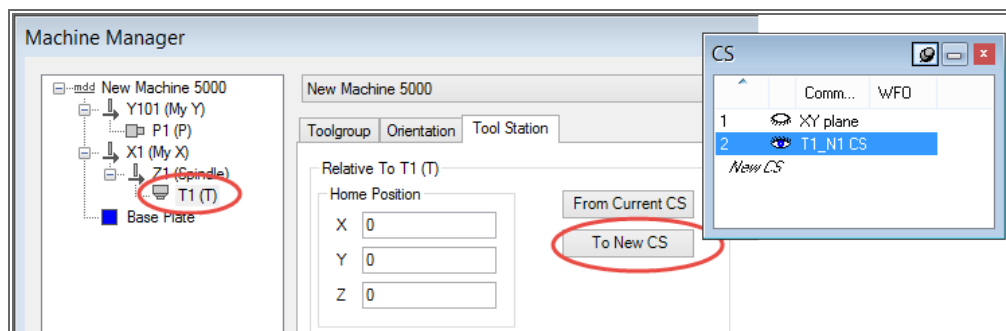 Machine Manager
mdd New Machine 5000
Y101 (My Y)
P1 (P)
X1 (My X)
Z1 (Spindle)
T1 (T)
Base Plate
New Machine 5000
Toolgroup
Orientation
Tool Station
Relative To T1 (T)
Home Position
X 0
Y 0
Z 0
From Current CS
To New CS
CS
Comm... WFO
1 XY plane
2 T1_N1 CS
New CS